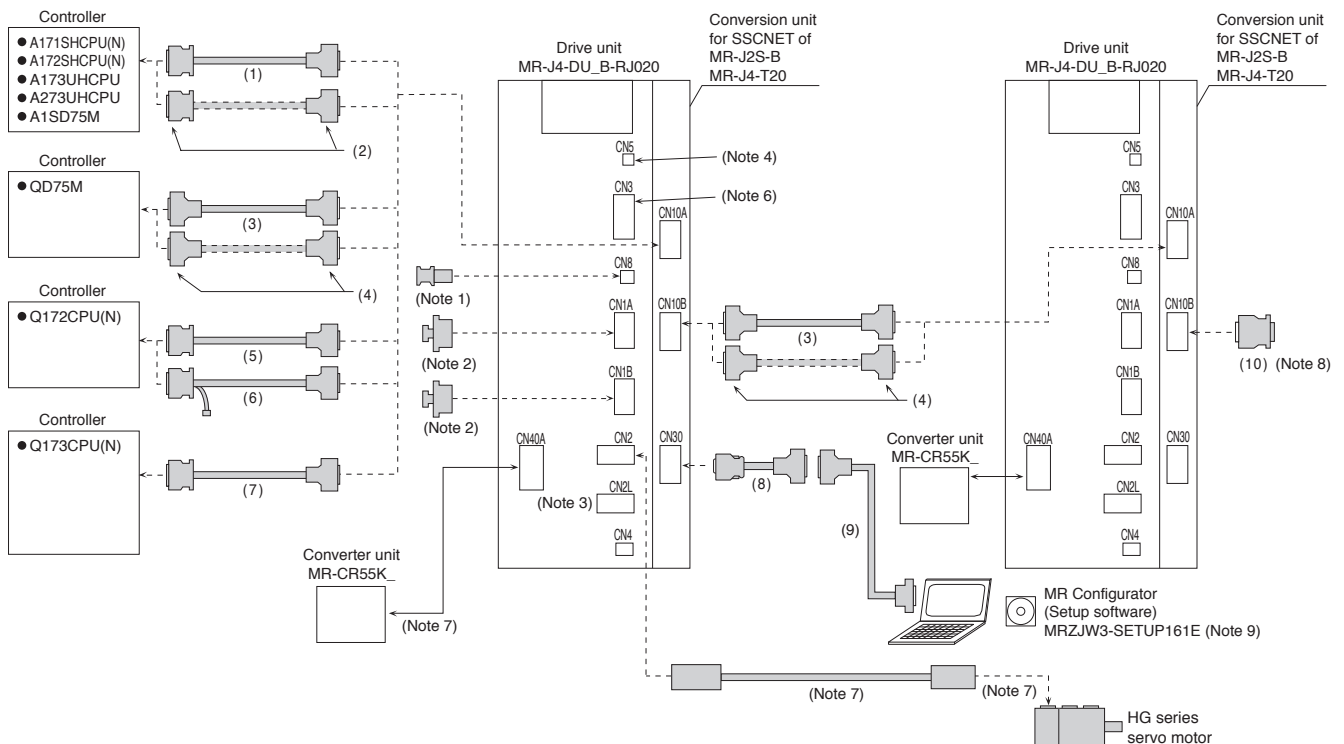 Controller
● A171SHCPU(N)
● A172SHCPU(N)
● A173UHCPU
● A273UHCPU
● A1SD75M
(1)
(2)
Controller
● QD75M
(3)
(4)
Controller
● Q172CPU(N)
(5)
(6)
Controller
● Q173CPU(N)
(7)
Drive unit
MR-J4-DU_B-RJ020
Conversion unit
for SSCNET of
MR-J2S-B
MR-J4-T20
CN5
(Note 4)
CN3
(Note 6)
CN10A
CN8
(Note 1)
CN1A
CN10B
(Note 2)
CN1B
(Note 2)
CN40A
CN2
CN30
(Note 3)
CN2L
CN4
Converter unit
MR-CR55K_
(Note 7)
(3)
(4)
(8)
(9)
Drive unit
MR-J4-DU_B-RJ020
Conversion unit
for SSCNET of
MR-J2S-B
MR-J4-T20
CN5
CN3
CN10A
CN8
CN1A
CN10B
(10) (Note 8)
CN1B
Converter unit
MR-CR55K_
CN40A
CN2
CN30
CN2L
CN4
MR Configurator
(Setup software)
MRZJW3-SETUP161E (Note 9)
(Note 7)
(Note 7)
HG series
servo motor